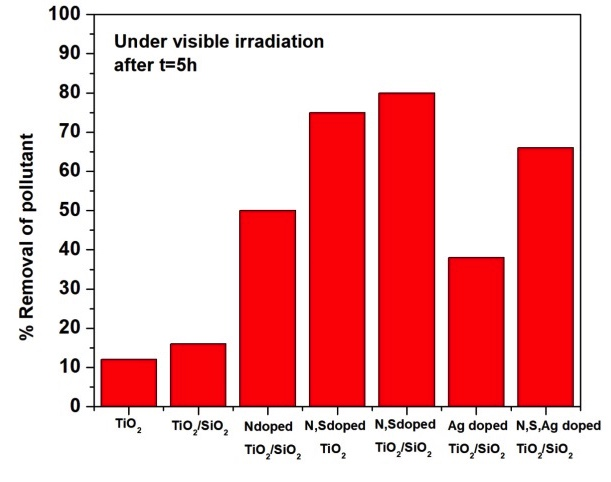 100
90
80
70
60
50
40
30
20
10
0
% Removal of pollutant
Under visible irradiation
after t=5h
TiO₂
TiO₂/SiO₂
Ndoped
TiO₂/SiO₂
N,Sdoped
TiO₂
N,Sdoped
TiO₂/SiO₂
Ag doped
TiO₂/SiO₂
N,S,Ag doped
TiO₂/SiO₂